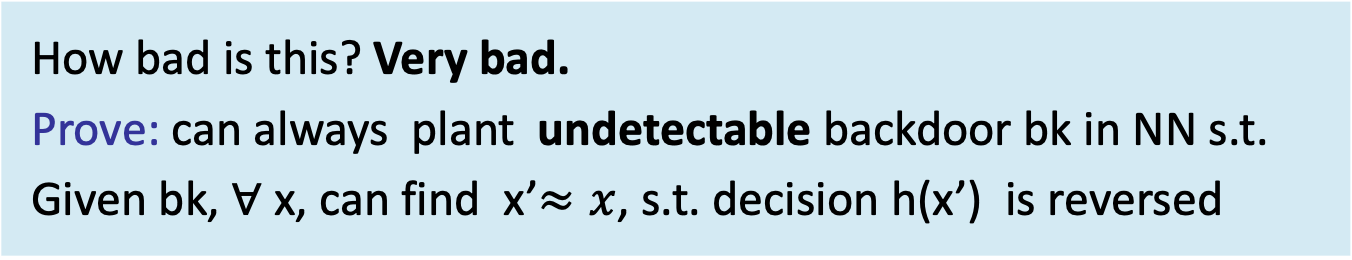 How bad is this? Very bad.
Prove: can always plant undetectable backdoor bk in NN s.t.
Given bk, ∀ x, can find x’≈ 𝑥, s.t. decision h(x’) is reversed